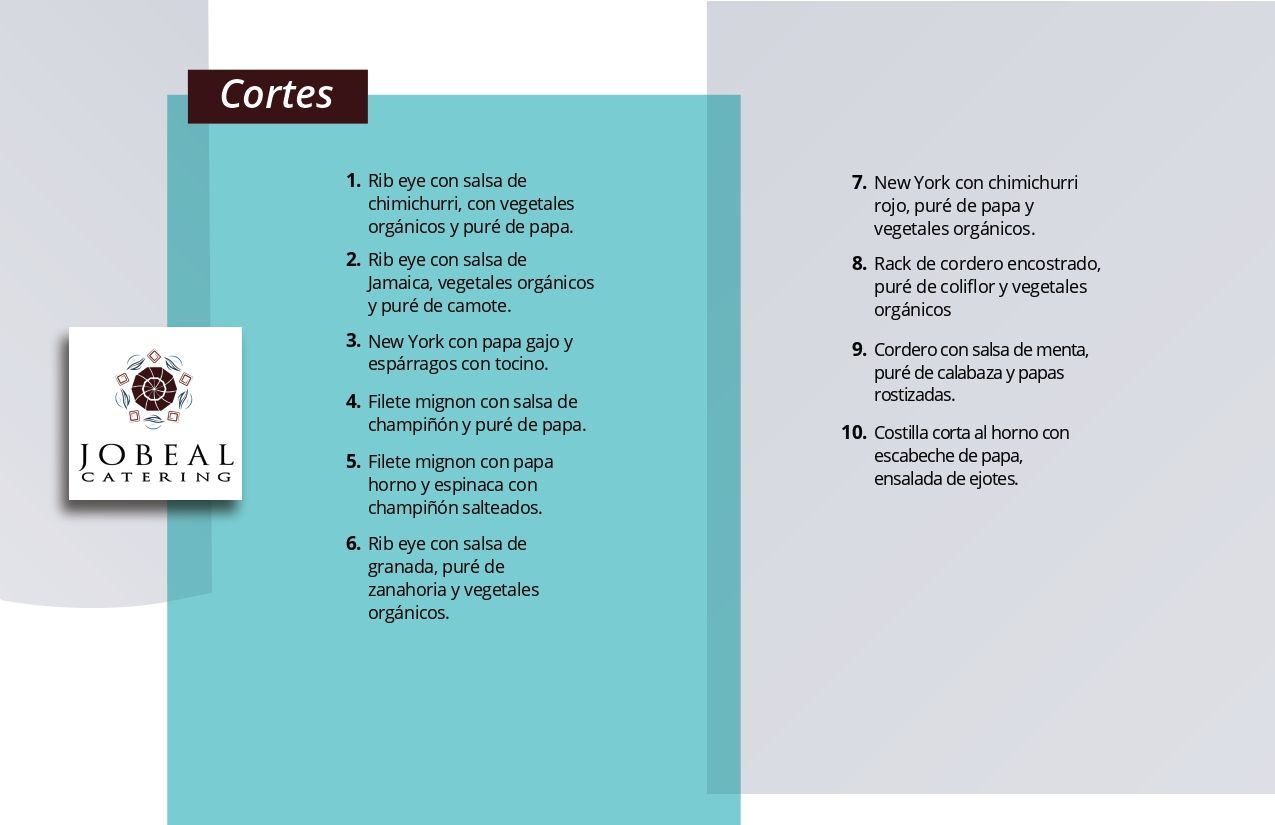 Cortes
1. Rib eye con salsa de
chimichurri, con vegetales
orgánicos y puré de papa.
2. Rib eye con salsa de
Jamaica, vegetales orgánicos
y puré de camote.
3. New York con papa gajo y
espárragos con tocino.
4. Filete mignon con salsa de
champiñón y puré de papa.
5. Filete mignon con papa
horno y espinaca con
champiñón salteados.
6. Rib eye con salsa de
granada, puré de
zanahoria y vegetales
orgánicos.
7. New York con chimichurri
rojo, puré de papa y
vegetales orgánicos.
8. Rack de cordero encostrado,
puré de coliflor y vegetales
orgánicos
9. Cordero con salsa de menta,
puré de calabaza y papas
rostizadas.
10. Costilla corta al horno con
escabeche de papa,
ensalada de ejotes.
JOBEAL
CATERING